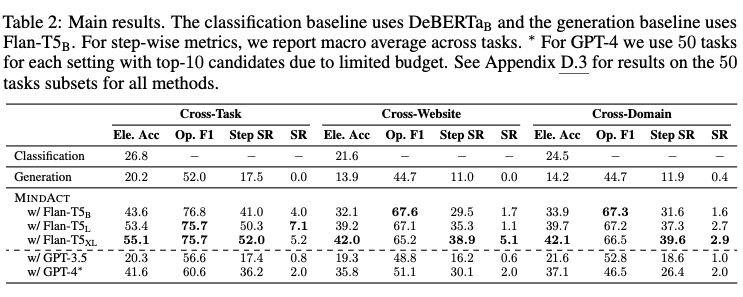 Table 2: Main results. The classification baseline uses DeBERTaB and the generation baseline uses
Flan-T5B. For step-wise metrics, we report macro average across tasks. * For GPT-4 we use 50 tasks
for each setting with top-10 candidates due to limited budget. See Appendix D.3 for results on the 50
tasks subsets for all methods.
Cross-Task Cross-Website Cross-Domain
Ele. Acc Op. F1 Step SR SR Ele. Acc Op. F1 Step SR SR Ele. Acc Op. F1 Step SR SR
Classification 26.8 – – – 21.6 – – – 24.5 – – –
Generation 20.2 52.0 17.5 0.0 13.9 44.7 11.0 0.0 14.2 44.7 11.9 0.4
MINDACT
w/ Flan-T5B 43.6 76.8 41.0 4.0 32.1 67.6 29.5 1.7 33.9 67.3 31.6 1.6
w/ Flan-T5L 53.4 75.7 50.3 7.1 39.2 67.1 35.3 1.1 39.7 67.2 37.3 2.7
w/ Flan-T5XL 55.1 75.7 52.0 5.2 42.0 65.2 38.9 5.1 42.1 66.5 39.6 2.9
w/ GPT-3.5 20.3 56.6 17.4 0.8 19.3 48.8 16.2 0.6 21.6 52.8 18.6 1.0
w/ GPT-4* 41.6 60.6 36.2 2.0 35.8 51.1 30.1 2.0 37.1 46.5 26.4 2.0